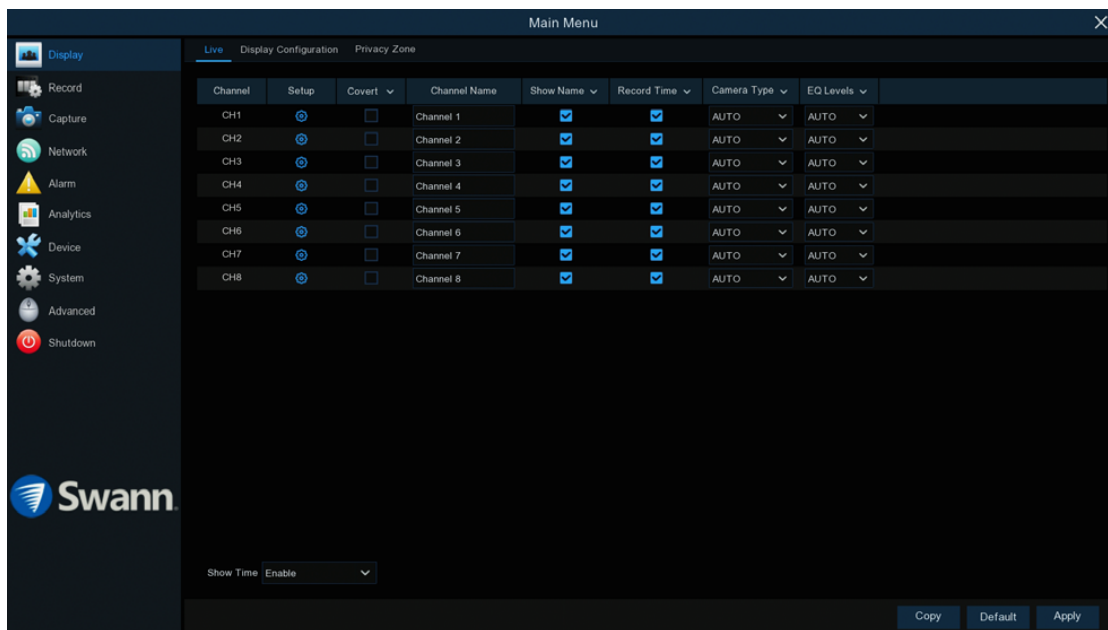 Main Menu
Display
Record
Capture
Network
Alarm
Analytics
Device
System
Advanced
Shutdown
Swann
Live Display Configuration Privacy Zone
Channel Setup Covert Channel Name Show Name Record Time Camera Type EQ Levels
CH1 Channel 1 AUTO AUTO
CH2 Channel 2 AUTO AUTO
CH3 Channel 3 AUTO AUTO
CH4 Channel 4 AUTO AUTO
CH5 Channel 5 AUTO AUTO
CH6 Channel 6 AUTO AUTO
CH7 Channel 7 AUTO AUTO
CH8 Channel 8 AUTO AUTO
Show Time Enable
Copy Default Apply